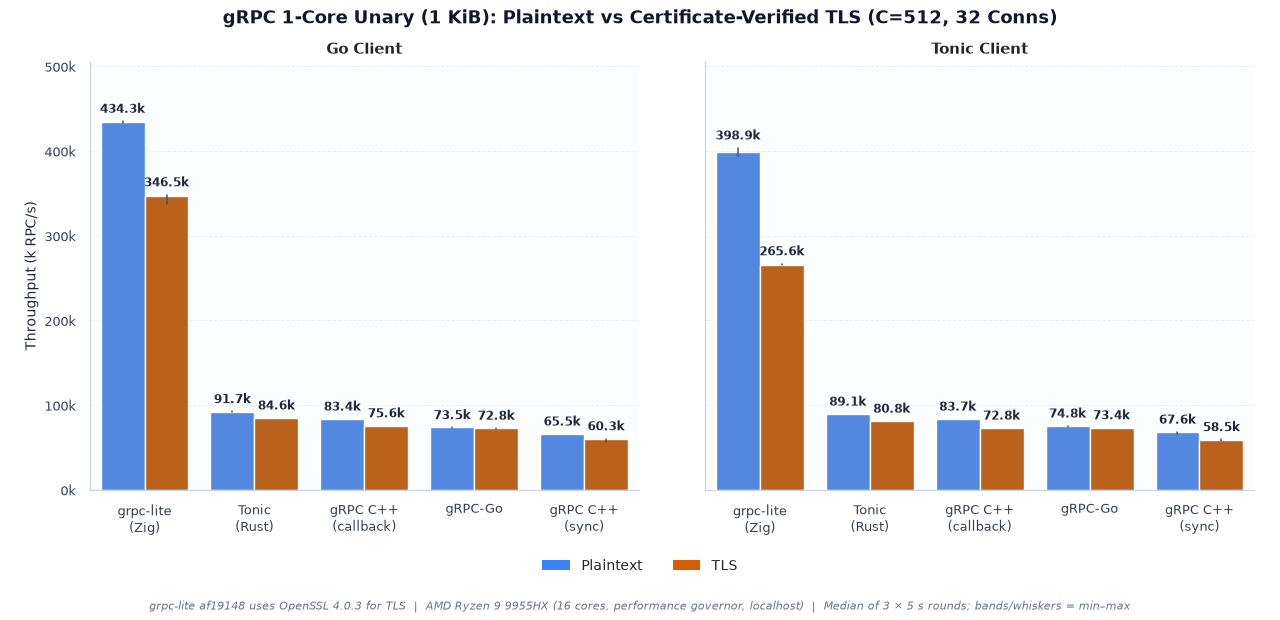 gRPC 1-Core Unary (1 KiB): Plaintext vs Certificate-Verified TLS (C=512, 32 Conns)
Go Client
Throughput (k RPC/s)
500k
400k
300k
200k
100k
0k
434.3k
346.5k
91.7k
84.6k
83.4k
75.6k
73.5k
72.8k
65.5k
60.3k
grpc-lite
(Zig)
Tonic
(Rust)
gRPC C++
(callback)
gRPC-Go
gRPC C++
(sync)
Tonic Client
398.9k
265.6k
89.1k
80.8k
83.7k
72.8k
74.8k
73.4k
67.6k
58.5k
grpc-lite
(Zig)
Tonic
(Rust)
gRPC C++
(callback)
gRPC-Go
gRPC C++
(sync)
Plaintext
TLS
grpc-lite af19148 uses OpenSSL 4.0.3 for TLS | AMD Ryzen 9 9955HX (16 cores, performance governor, localhost) | Median of 3 × 5 s rounds; bands/whiskers = min–max